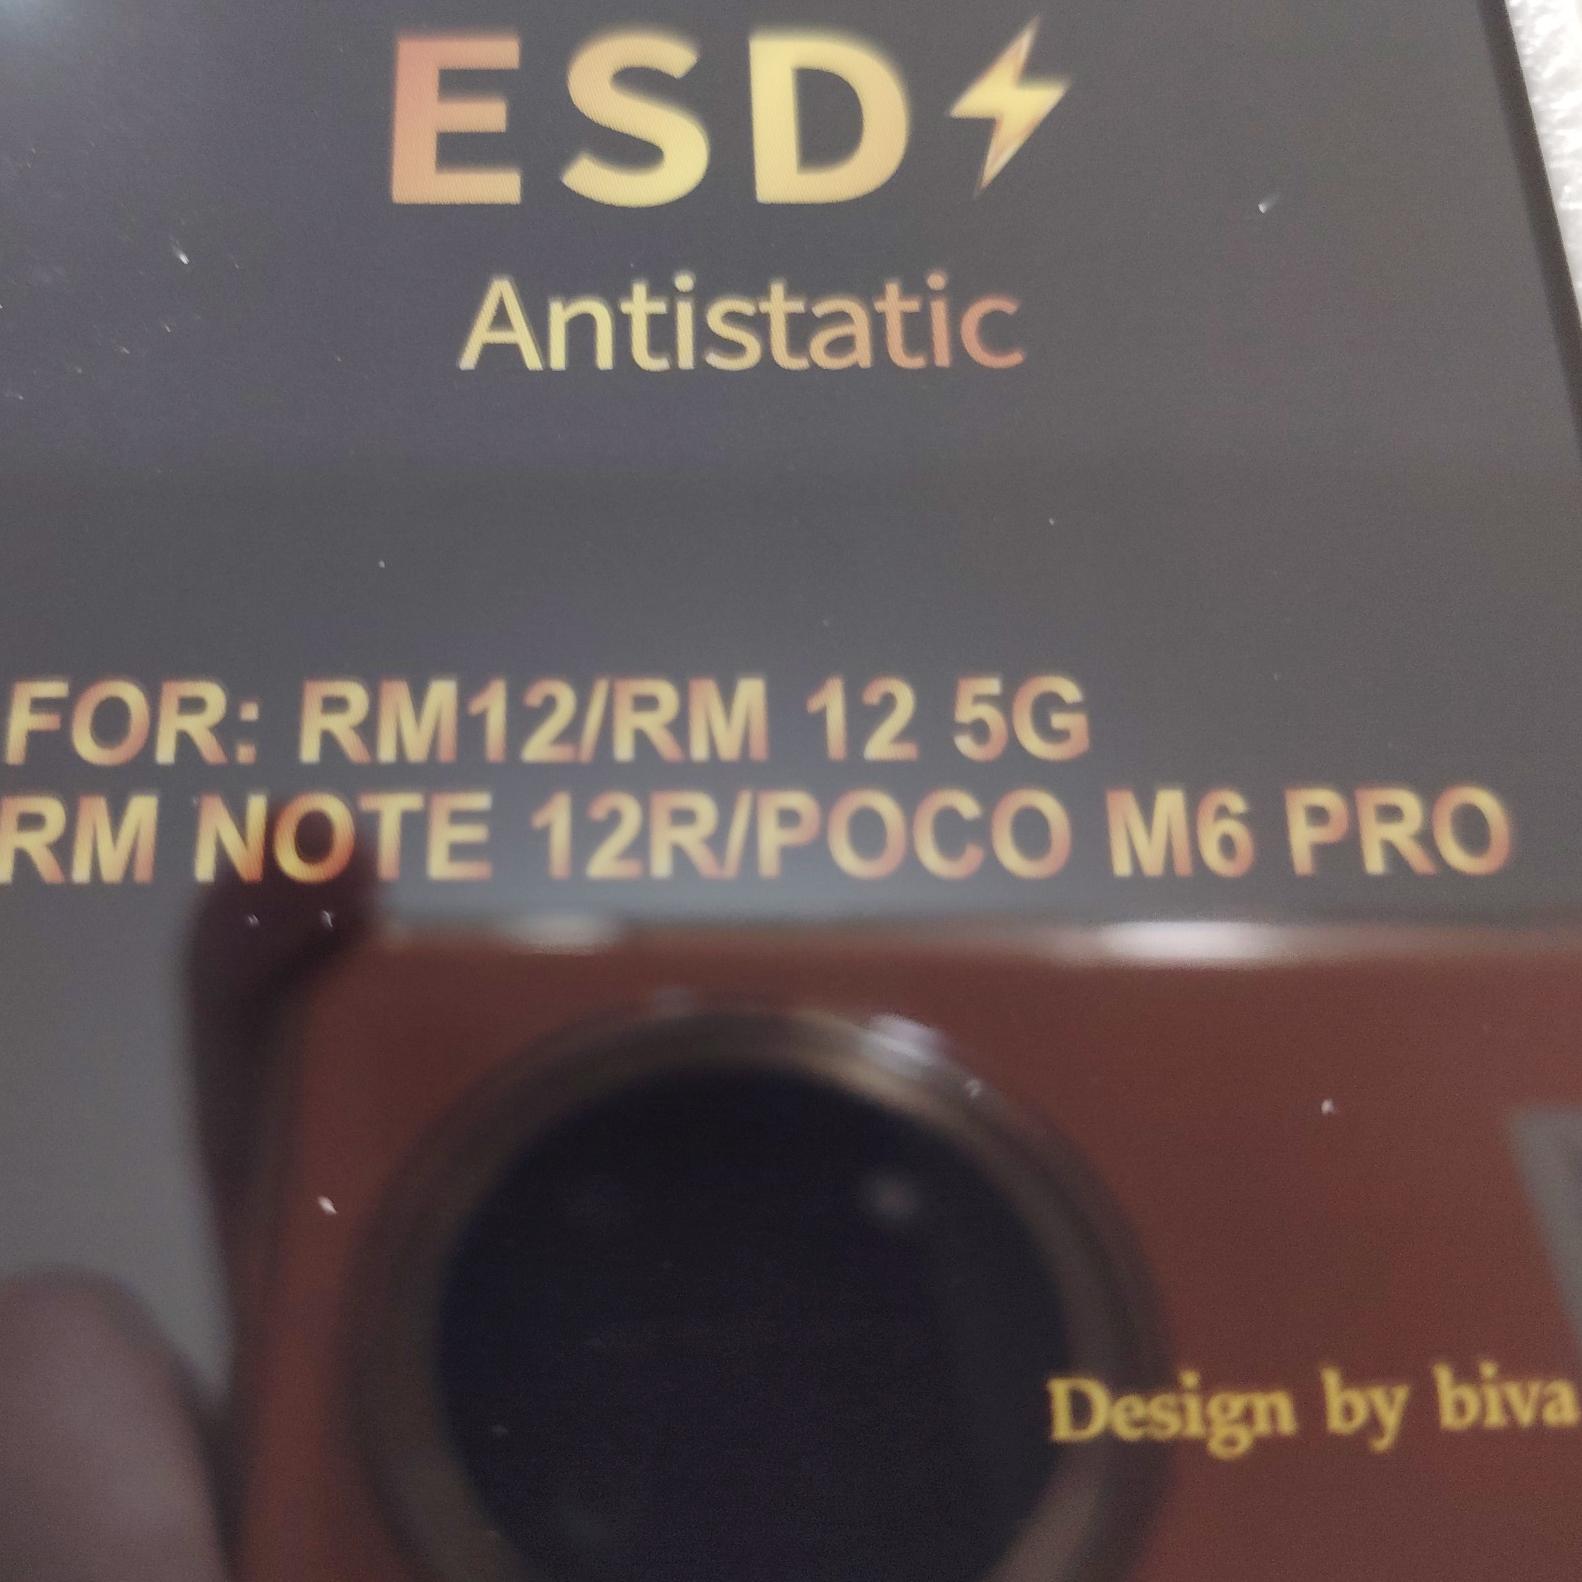 ESD
Antistatic
FOR: RM12/RM 12 5G
RM NOTE 12R/POCO M6 PRO
Design by biva